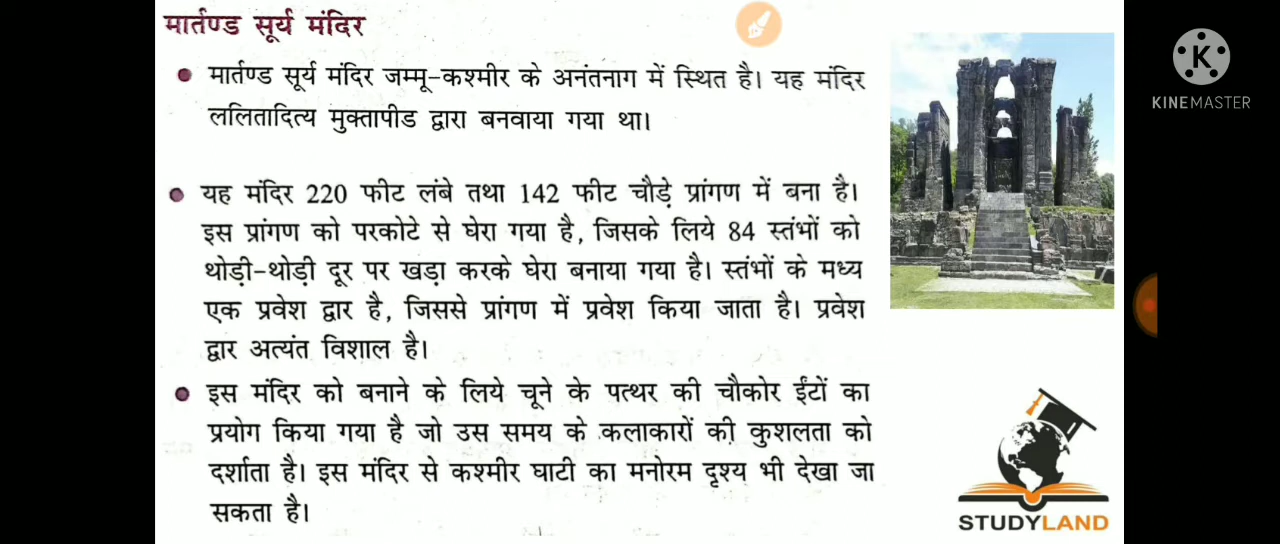 मार्तण्ड सूर्य मंदिर
मार्तण्ड सूर्य मंदिर जम्मू-कश्मीर के अनंतनाग में स्थित है। यह मंदिर
ललितादित्य मुक्तापीड द्वारा बनवाया गया था।
यह मंदिर 220 फीट लंबे तथा 142 फीट चौड़े प्रांगण में बना है।
इस प्रांगण को परकोटे से घेरा गया है, जिसके लिये 84 स्तंभों को
थोड़ी-थोड़ी दूर पर खड़ा करके घेरा बनाया गया है। स्तंभों के मध्य
एक प्रवेश द्वार है, जिससे प्रांगण में प्रवेश किया जाता है। प्रवेश
द्वार अत्यंत विशाल है।
इस मंदिर को बनाने के लिये चूने के पत्थर की चौकोर ईंटों का
प्रयोग किया गया है जो उस समय के कलाकारों की कुशलता को
दर्शाता है। इस मंदिर से कश्मीर घाटी का मनोरम दृश्य भी देखा जा
सकता है।
K
KINEMASTER
STUDYLAND